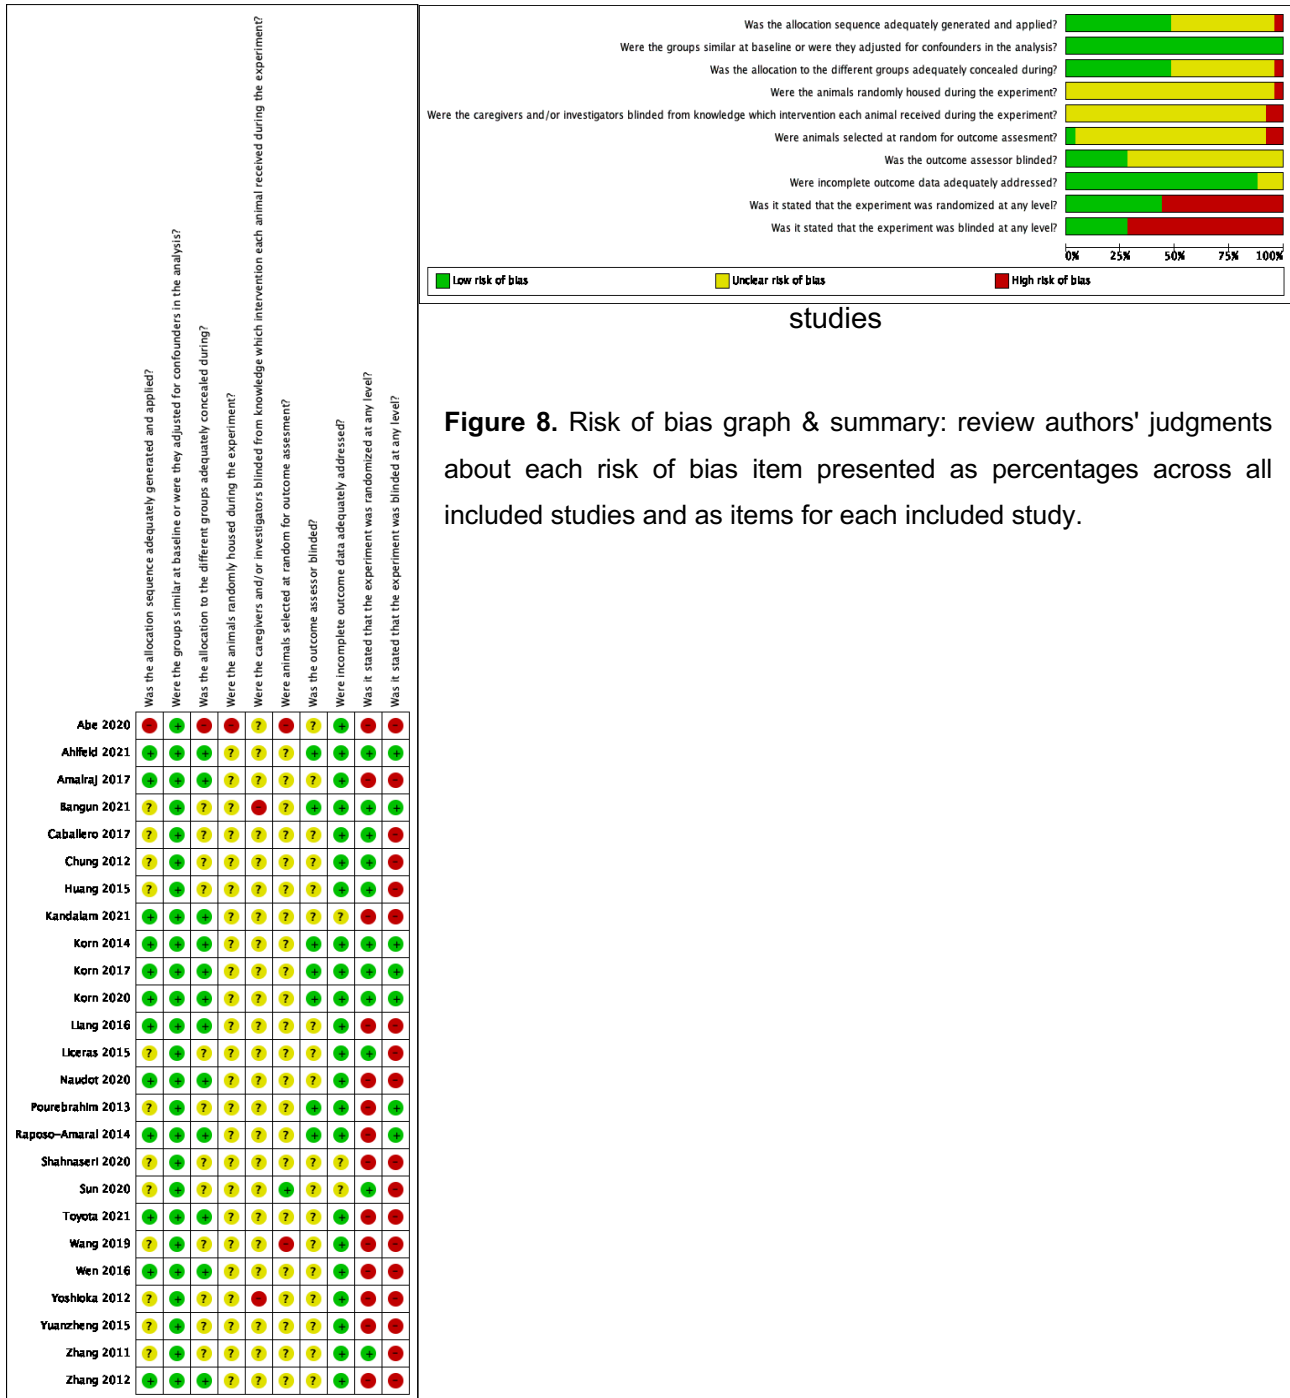 Was the allocation sequence adequately generated and applied?
Were the groups similar at baseline or were they adjusted for confounders in the analysis?
Was the allocation to the different groups adequately concealed during?
Were the animals randomly housed during the experiment?
Were the caregivers and/or investigators blinded from knowledge which intervention each animal received during the experiment?
Were animals selected at random for outcome assesment?
Was the outcome assessor blinded?
Were incomplete outcome data adequately addressed?
Was it stated that the experiment was randomized at any level?
Was it stated that the experiment was blinded at any level?
0% 25% 50% 75% 100%
Low risk of bias Unclear risk of bias High risk of bias
studies
Figure 8. Risk of bias graph & summary: review authors' judgments
about each risk of bias item presented as percentages across all
included studies and as items for each included study.
Was the allocation sequence adequately generated and applied?
Were the groups similar at baseline or were they adjusted for confounders in the analysis?
Was the allocation to the different groups adequately concealed during?
Were the animals randomly housed during the experiment?
Were the caregivers and/or investigators blinded from knowledge which intervention each animal received during the experiment?
Were animals selected at random for outcome assesment?
Was the outcome assessor blinded?
Were incomplete outcome data adequately addressed?
Was it stated that the experiment was randomized at any level?
Was it stated that the experiment was blinded at any level?
Abe 2020 - + - - ? - ? + - -
Ahlfeld 2021 + + + ? ? ? + + + +
Amalraj 2017 + + + ? ? ? ? + - -
Bangun 2021 ? + ? ? - ? + + + +
Caballero 2017 ? + ? ? ? ? ? + + -
Chung 2012 ? + ? ? ? ? ? + + -
Huang 2015 ? + ? ? ? ? ? + + -
Kandalam 2021 + + + ? ? ? ? ? - -
Korn 2014 + + + ? ? ? + + + +
Korn 2017 + + + ? ? ? + + + +
Korn 2020 + + + ? ? ? + + + +
Liang 2016 + + + ? ? ? ? + - -
Liceras 2015 ? + ? ? ? ? ? + + -
Naudot 2020 + + + ? ? ? ? + - -
Pourebrahim 2013 ? + ? ? ? ? + + - +
Raposo-Amaral 2014 + + + ? ? ? + + - +
Shahnaseri 2020 ? + ? ? ? ? ? ? - -
Sun 2020 ? + ? ? ? + ? ? + -
Toyota 2021 + + + ? ? ? ? + - -
Wang 2019 ? + ? ? ? - ? + - -
Wen 2016 + + + ? ? ? ? + - -
Yoshioka 2012 ? + ? ? - ? ? + - -
Yuanzheng 2015 ? + ? ? ? ? ? + - -
Zhang 2011 ? + ? ? ? ? ? + + -
Zhang 2012 + + + ? ? ? ? + - -